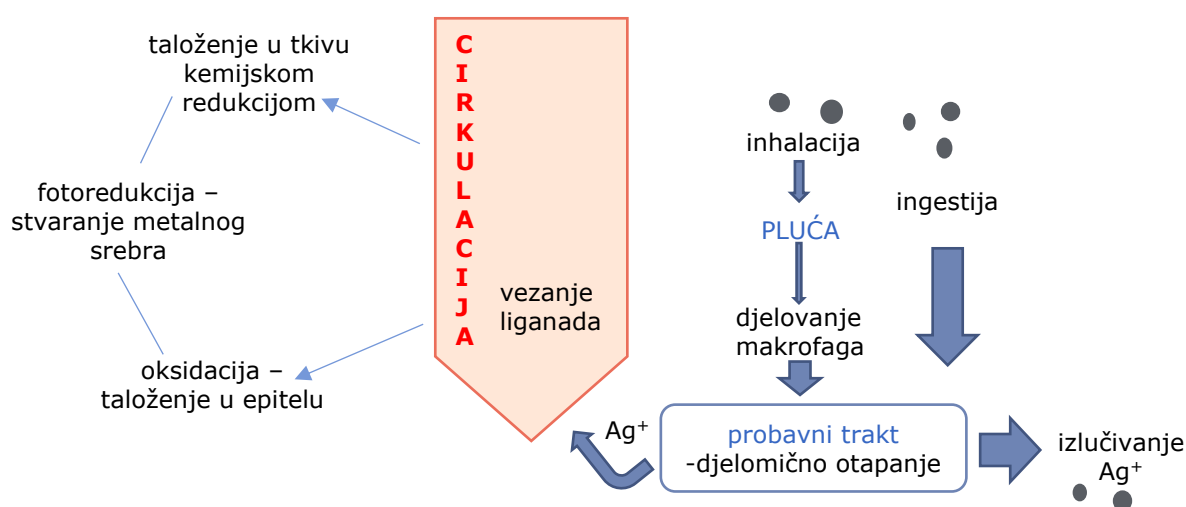 taloženje u tkivu
kemijskom
redukcijom
fotoredukcija –
stvaranje metalnog
srebra
oksidacija –
taloženje u epitelu
C
I
R
K
U
L
A
C
I
J
A
vezanje
liganada
inhalacija
PLUĆA
djelovanje
makrofaga
ingestija
Ag⁺
probavni trakt
-djelomično otapanje
izlučivanje
Ag⁺